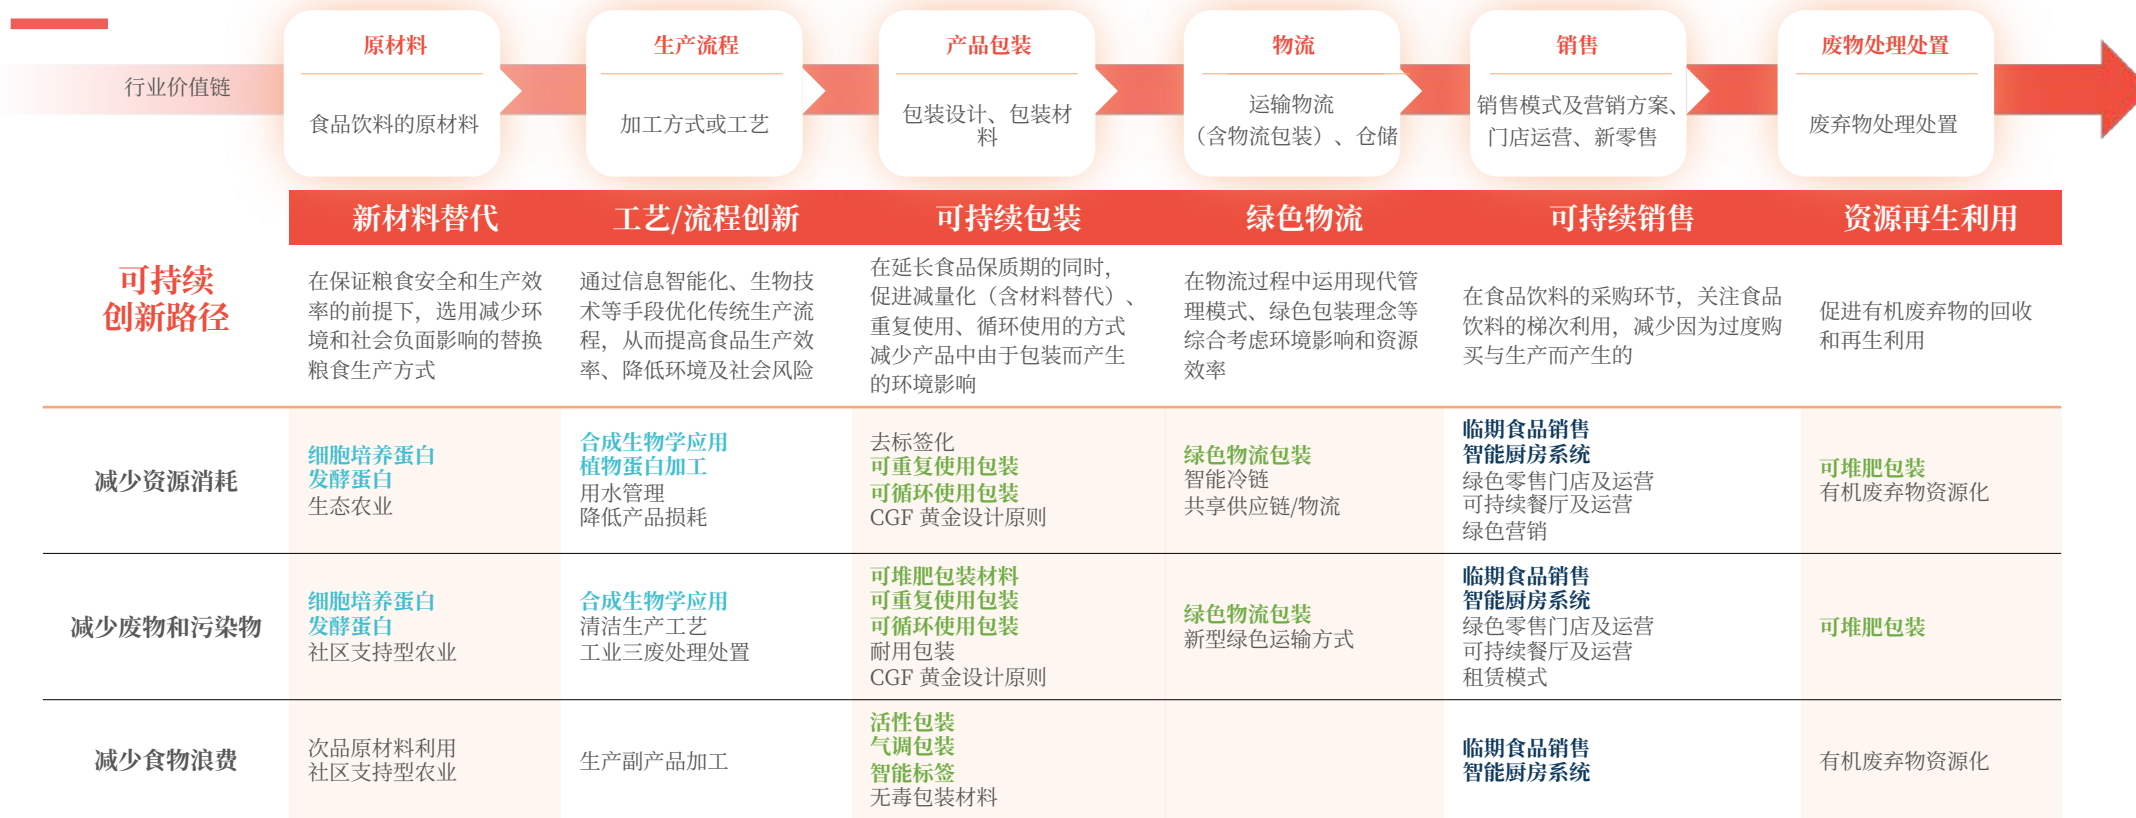 行业价值链
原材料
食品饮料的原材料
生产流程
加工方式或工艺
产品包装
包装设计、包装材
料
物流
运输物流
（含物流包装）、仓储
销售
销售模式及营销方案、
门店运营、新零售
废物处理处置
废弃物处理处置
可持续
创新路径
新材料替代
工艺/流程创新
可持续包装
绿色物流
可持续销售
资源再生利用
在保证粮食安全和生产效
率的前提下，选用减少环
境和社会负面影响的替换
粮食生产方式
通过信息智能化、生物技
术等手段优化传统生产流
程，从而提高食品生产效
率、降低环境及社会风险
在延长食品保质期的同时，
促进减量化（含材料替代）、
重复使用、循环使用的方式
减少产品中由于包装而产生
的环境影响
在物流过程中运用现代管
理模式、绿色包装理念等
综合考虑环境影响和资源
效率
在食品饮料的采购环节，关注食品
饮料的梯次利用，减少因为过度购
买与生产而产生的
促进有机废弃物的回收
和再生利用
减少资源消耗
细胞培养蛋白
发酵蛋白
生态农业
合成生物学应用
植物蛋白加工
用水管理
降低产品损耗
去标签化
可重复使用包装
可循环使用包装
CGF 黄金设计原则
绿色物流包装
智能冷链
共享供应链/物流
临期食品销售
智能厨房系统
绿色零售门店及运营
可持续餐厅及运营
绿色营销
可堆肥包装
有机废弃物资源化
减少废物和污染物
细胞培养蛋白
发酵蛋白
社区支持型农业
合成生物学应用
清洁生产工艺
工业三废处理处置
可堆肥包装材料
可重复使用包装
可循环使用包装
耐用包装
CGF 黄金设计原则
绿色物流包装
新型绿色运输方式
临期食品销售
智能厨房系统
绿色零售门店及运营
可持续餐厅及运营
租赁模式
可堆肥包装
减少食物浪费
次品原材料利用
社区支持型农业
生产副产品加工
活性包装
气调包装
智能标签
无毒包装材料
临期食品销售
智能厨房系统
有机废弃物资源化